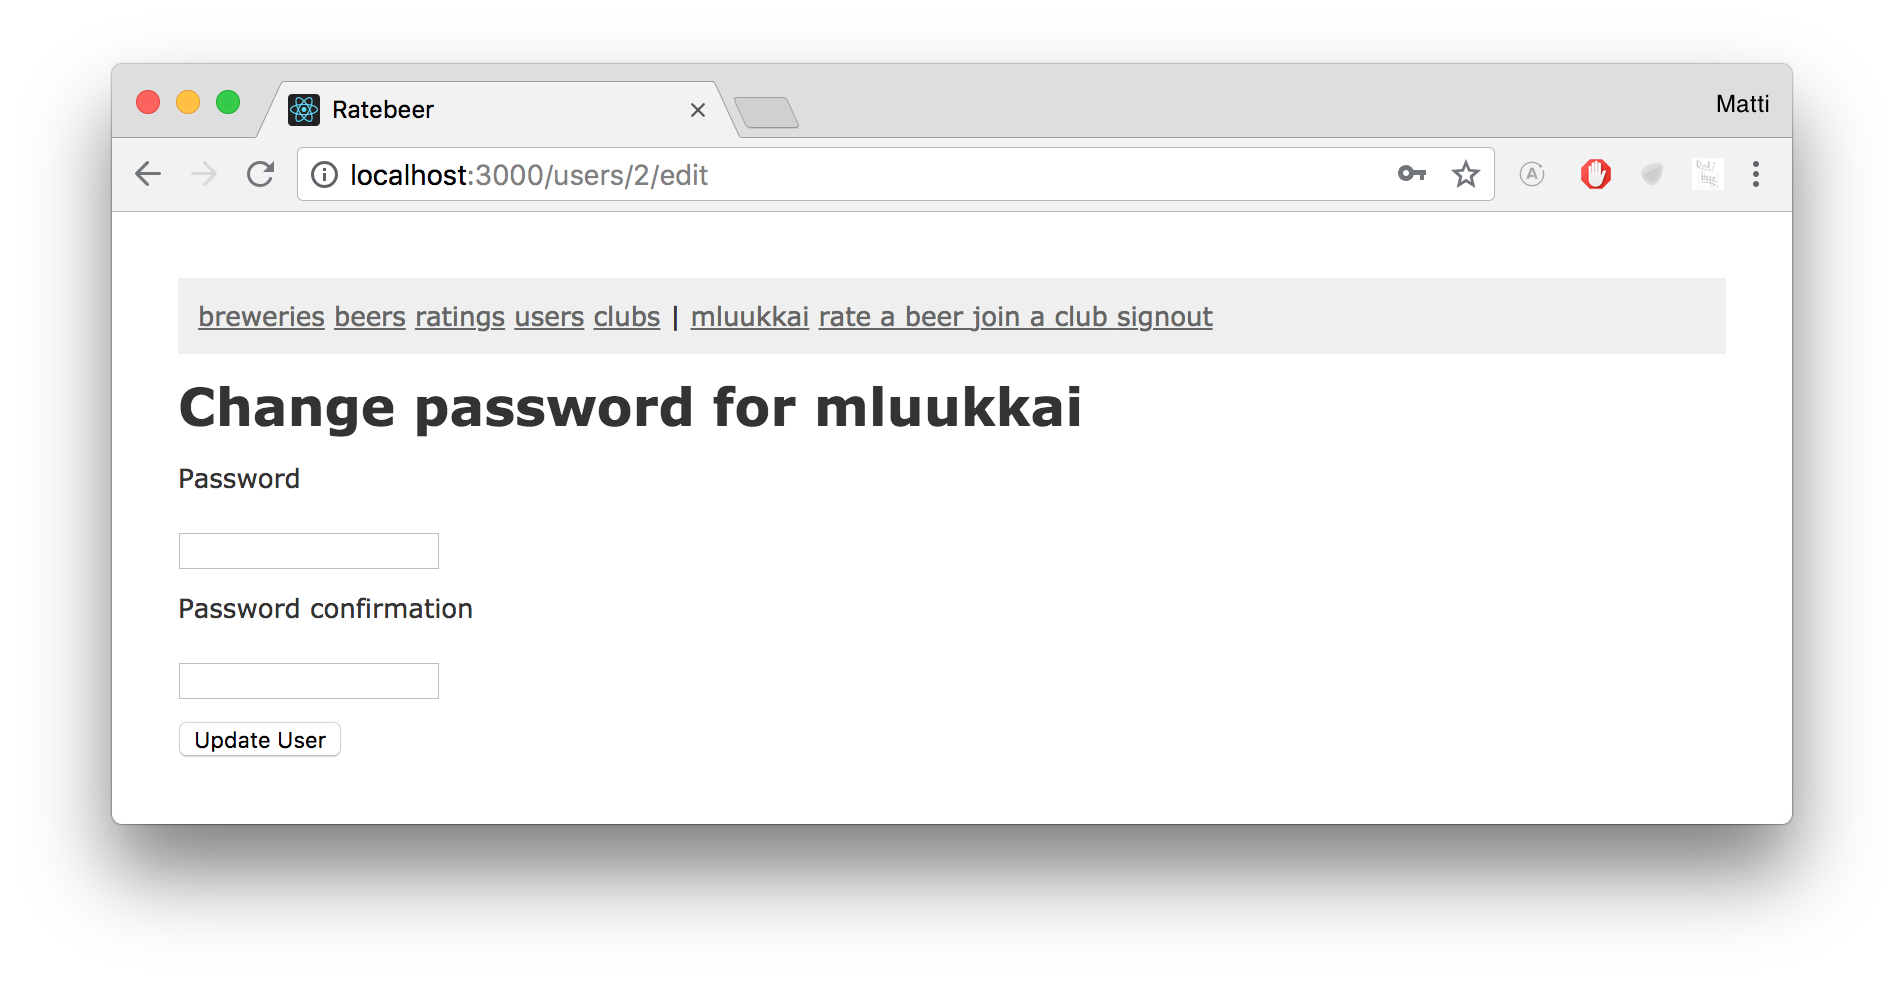 Ratebeer
Matti
localhost:3000/users/2/edit
A
breweries beers ratings users clubs | mluukkai rate a beer join a club signout
Change password for mluukkai
Password
Password confirmation
Update User